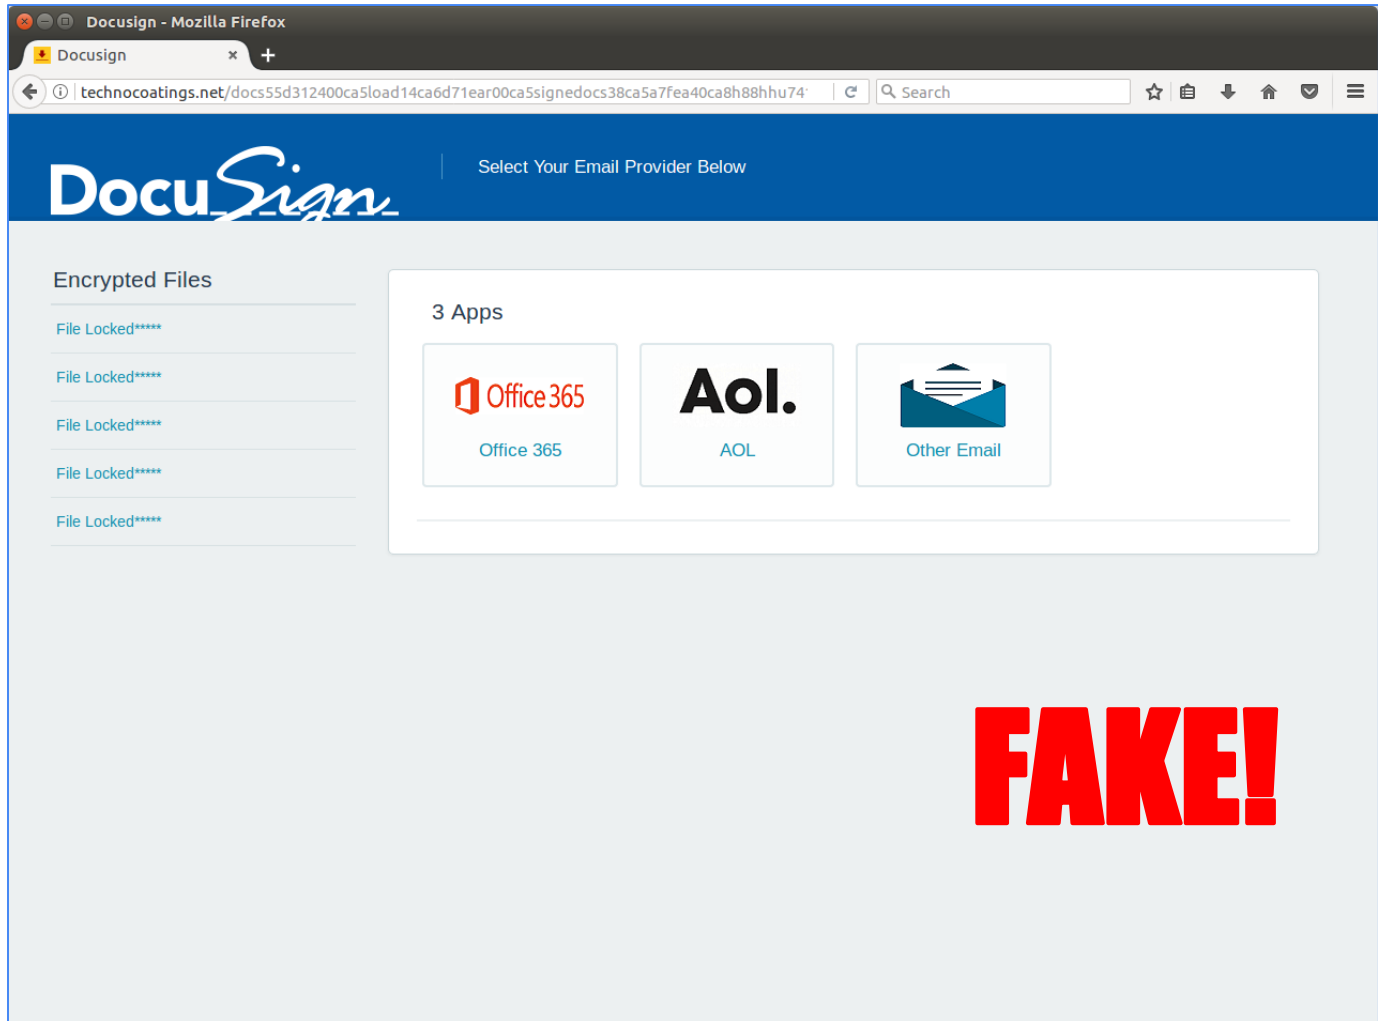 Docusign - Mozilla Firefox
Docusign
technocoatings.net/docs55d312400ca5load14ca6d71ear00ca5signedocs38ca5a7fea40ca8h88hhu74
Search
DocuSign
Select Your Email Provider Below
Encrypted Files
File Locked*****
File Locked*****
File Locked*****
File Locked*****
File Locked*****
3 Apps
Office 365
Aol.
Office 365
AOL
Other Email
FAKE!